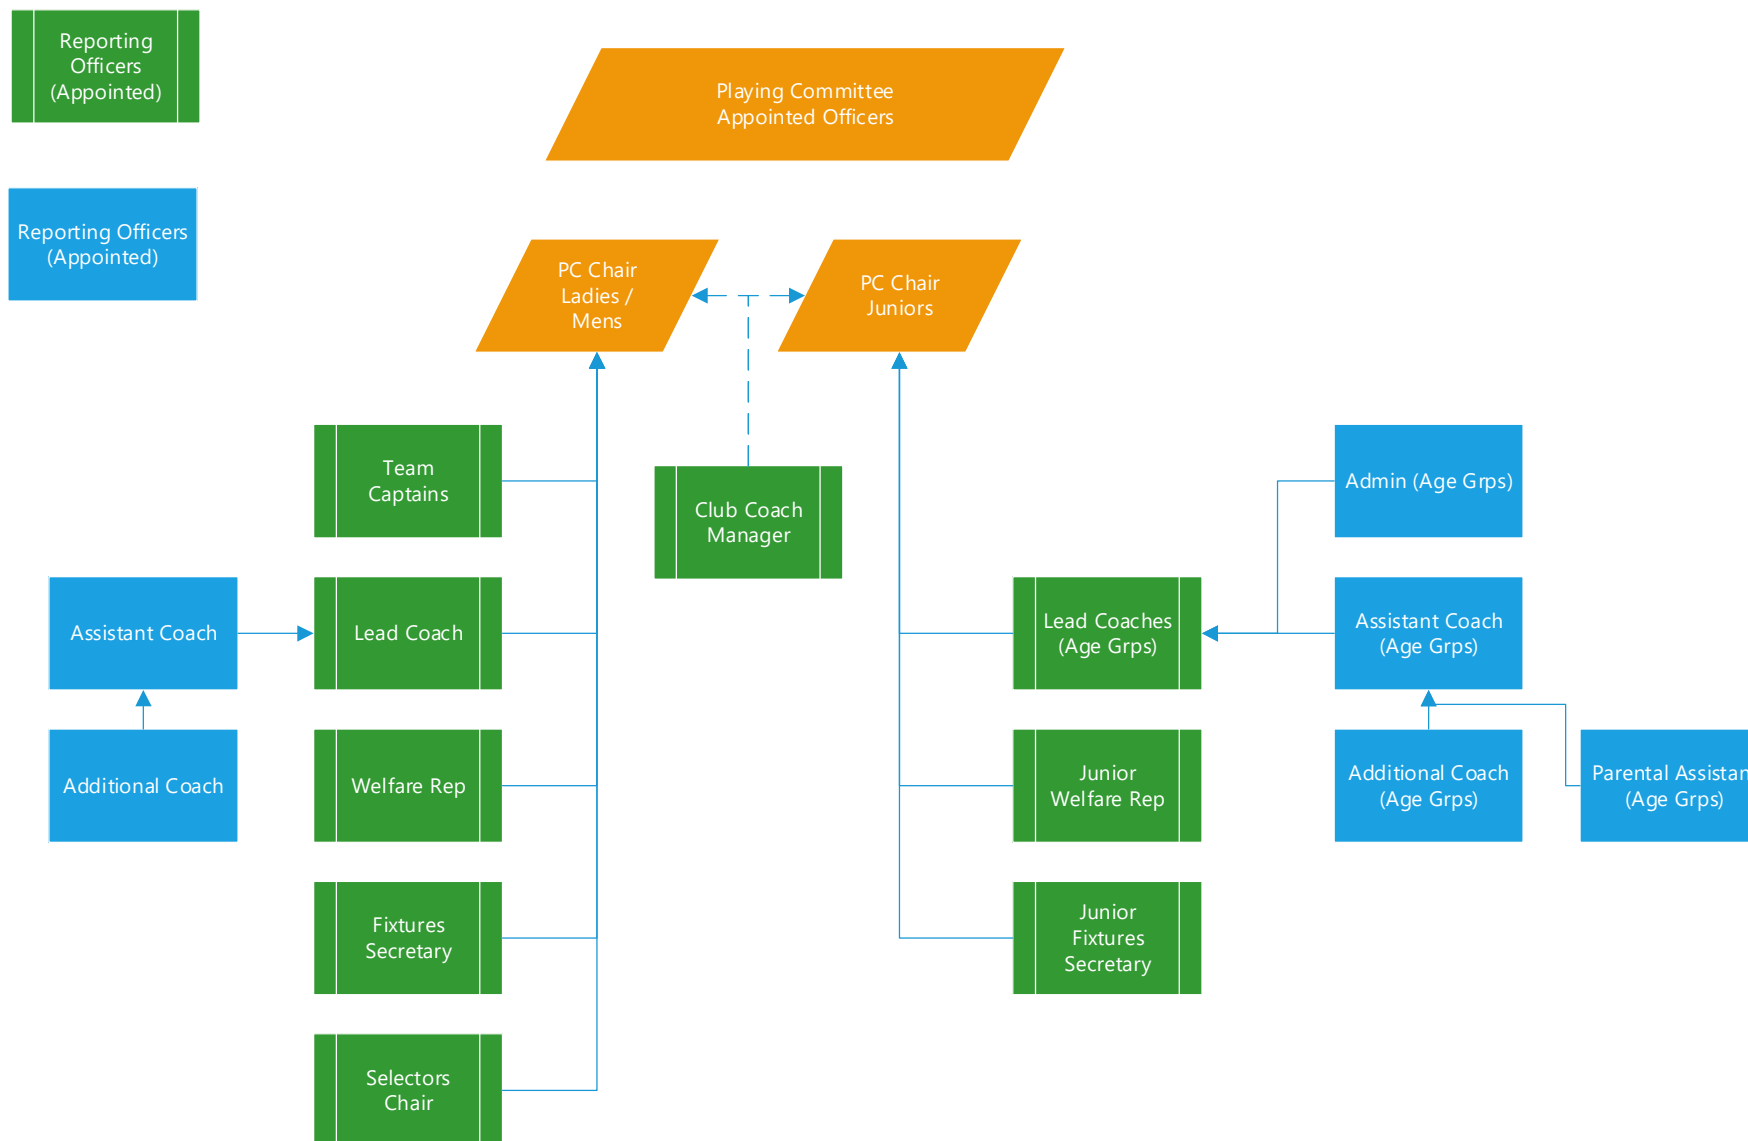 Reporting
Officers
(Appointed)
Playing Committee
Appointed Officers
Reporting Officers
(Appointed)
PC Chair
Ladies /
Mens
PC Chair
Juniors
Team
Captains
Club Coach
Manager
Admin (Age Grps)
Assistant Coach
Lead Coach
Lead Coaches
(Age Grps)
Assistant Coach
(Age Grps)
Additional Coach
Welfare Rep
Junior
Welfare Rep
Additional Coach
(Age Grps)
Parental Assistan
(Age Grps)
Fixtures
Secretary
Junior
Fixtures
Secretary
Selectors
Chair